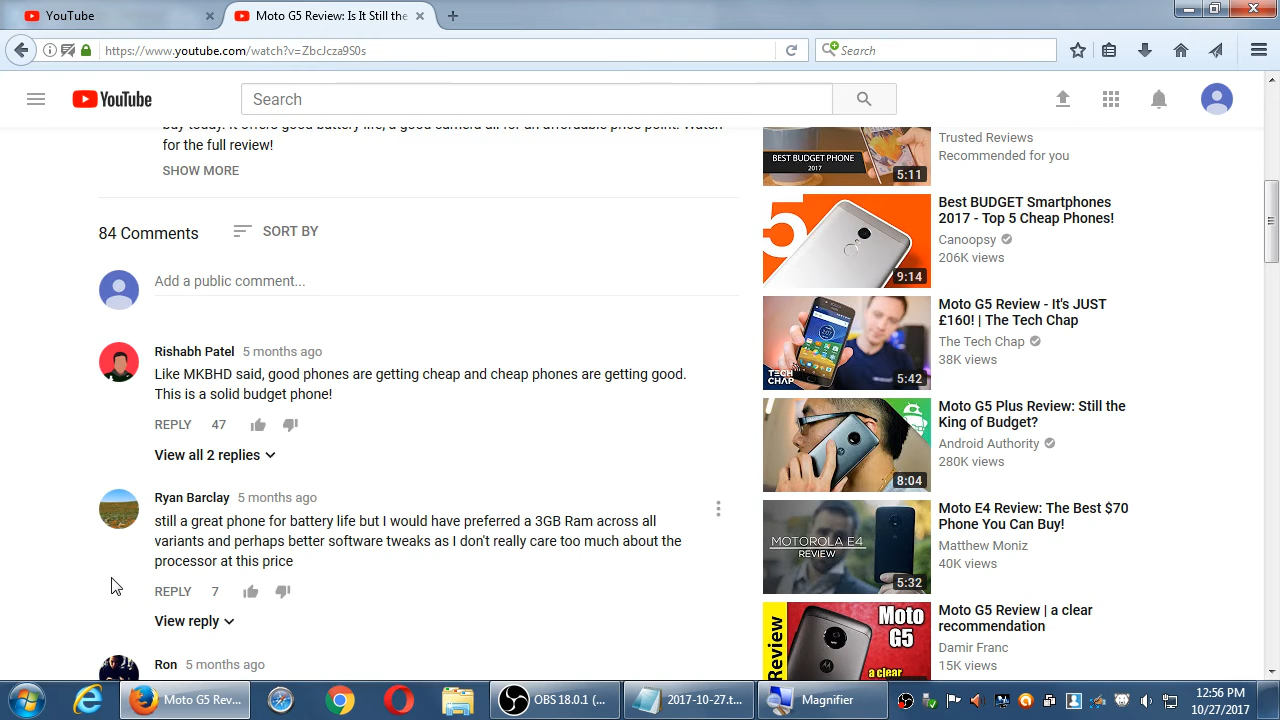 YouTube
Moto G5 Review: Is It Still the
https://www.youtube.com/watch?v=ZbcJcza9S0s
Search
YouTube
Search
for the full review!
SHOW MORE
84 Comments
SORT BY
Add a public comment...
Rishabh Patel 5 months ago
Like MKBHD said, good phones are getting cheap and cheap phones are getting good.
This is a solid budget phone!
REPLY 47
View all 2 replies
Ryan Barclay 5 months ago
still a great phone for battery life but I would have preferred a 3GB Ram across all
variants and perhaps better software tweaks as I don't really care too much about the
processor at this price
REPLY 7
View reply
Ron 5 months ago
BEST BUDGET PHONE
2017
5:11
Trusted Reviews
Recommended for you
5
9:14
Best BUDGET Smartphones
2017 - Top 5 Cheap Phones!
Canoopsy
206K views
TECH
CHAP
5:42
Moto G5 Review - It's JUST
£160! | The Tech Chap
The Tech Chap
38K views
8:04
Moto G5 Plus Review: Still the
King of Budget?
Android Authority
280K views
MOTOROLA E4
REVIEW
5:32
Moto E4 Review: The Best $70
Phone You Can Buy!
Matthew Moniz
40K views
Review
Moto
G5
a clear
Moto G5 Review | a clear
recommendation
Damir Franc
15K views
Moto G5 Rev...
OBS 18.0.1 (...
2017-10-27.t...
Magnifier
12:56 PM
10/27/2017